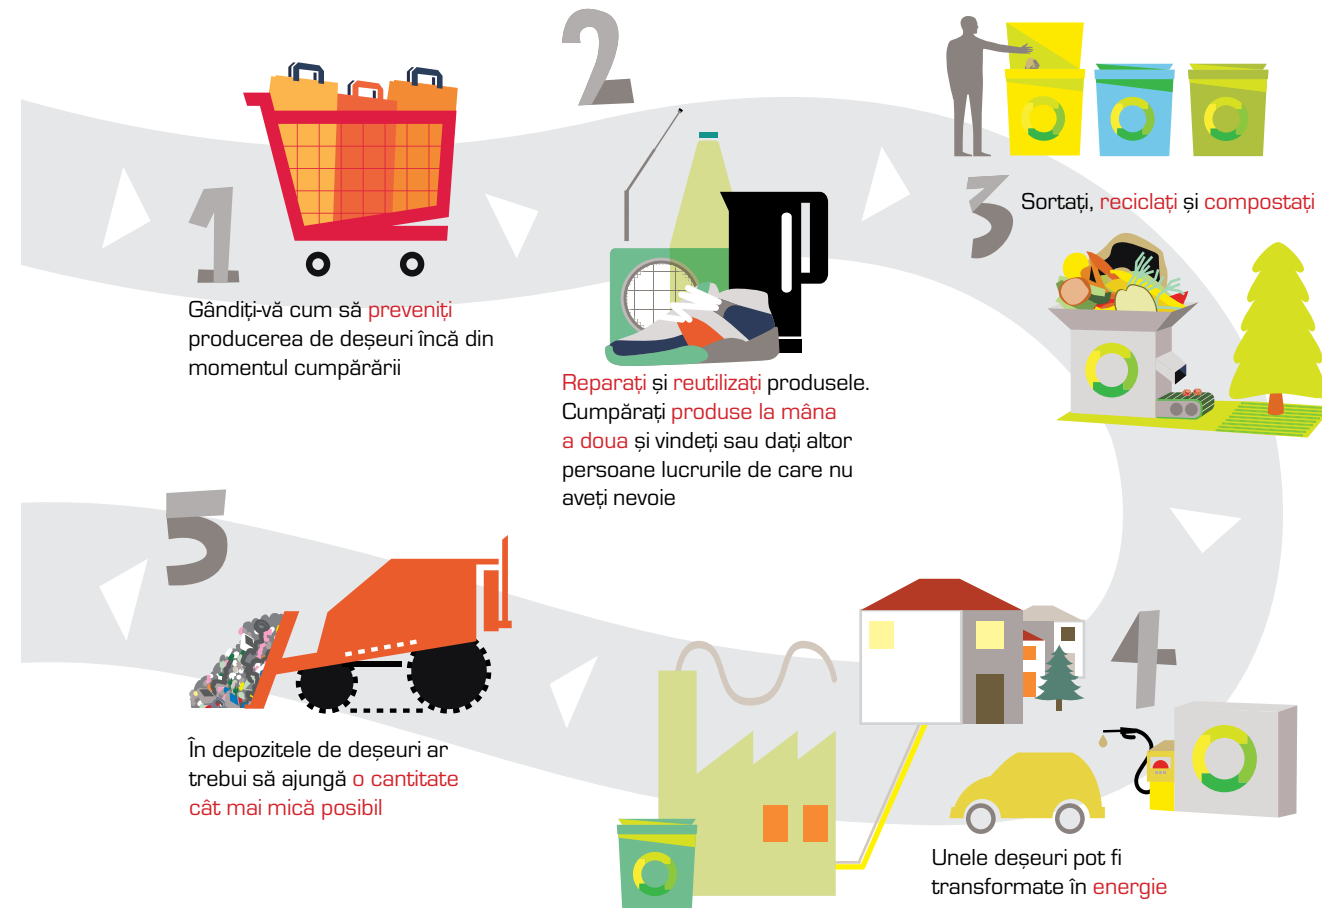 1
Gândiți-vă cum să preveniți
producerea de deșeuri încă din
momentul cumpărării
2
Reparați și reutilizați produsele.
Cumpărați produse la mâna
a doua și vindeți sau dați altor
persoane lucrurile de care nu
aveți nevoie
3
Sortați, reciclați și compostați
4
Unele deșeuri pot fi
transformate în energie
5
În depozitele de deșeuri ar
trebui să ajungă o cantitate
cât mai mică posibil